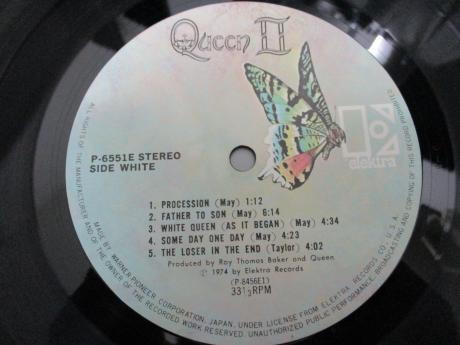 Queen II
elektra
P-6551E STEREO
SIDE WHITE
1. PROCESSION (May) 1:12
2. FATHER TO SON (May) 6:14
3. WHITE QUEEN (AS IT BEGAN) (May) 4:34
4. SOME DAY ONE DAY (May) 4:23
5. THE LOSER IN THE END (Taylor) 4:02
Produced by Roy Thomas Baker and Queen
℗ 1974 by Elektra Records
(P-8456E1)
33 1/3 RPM
ALL RIGHTS OF THE MANUFACTURER AND OF THE OWNER OF THE RECORDED WORK RESERVED. UNAUTHORIZED PUBLIC PERFORMANCE, BROADCASTING AND COPYING OF THIS RECORD PROHIBITED
MADE BY WARNER-PIONEER CORPORATION, JAPAN, UNDER LICENSE FROM ELEKTRA RECORDS CO., U.S.A.